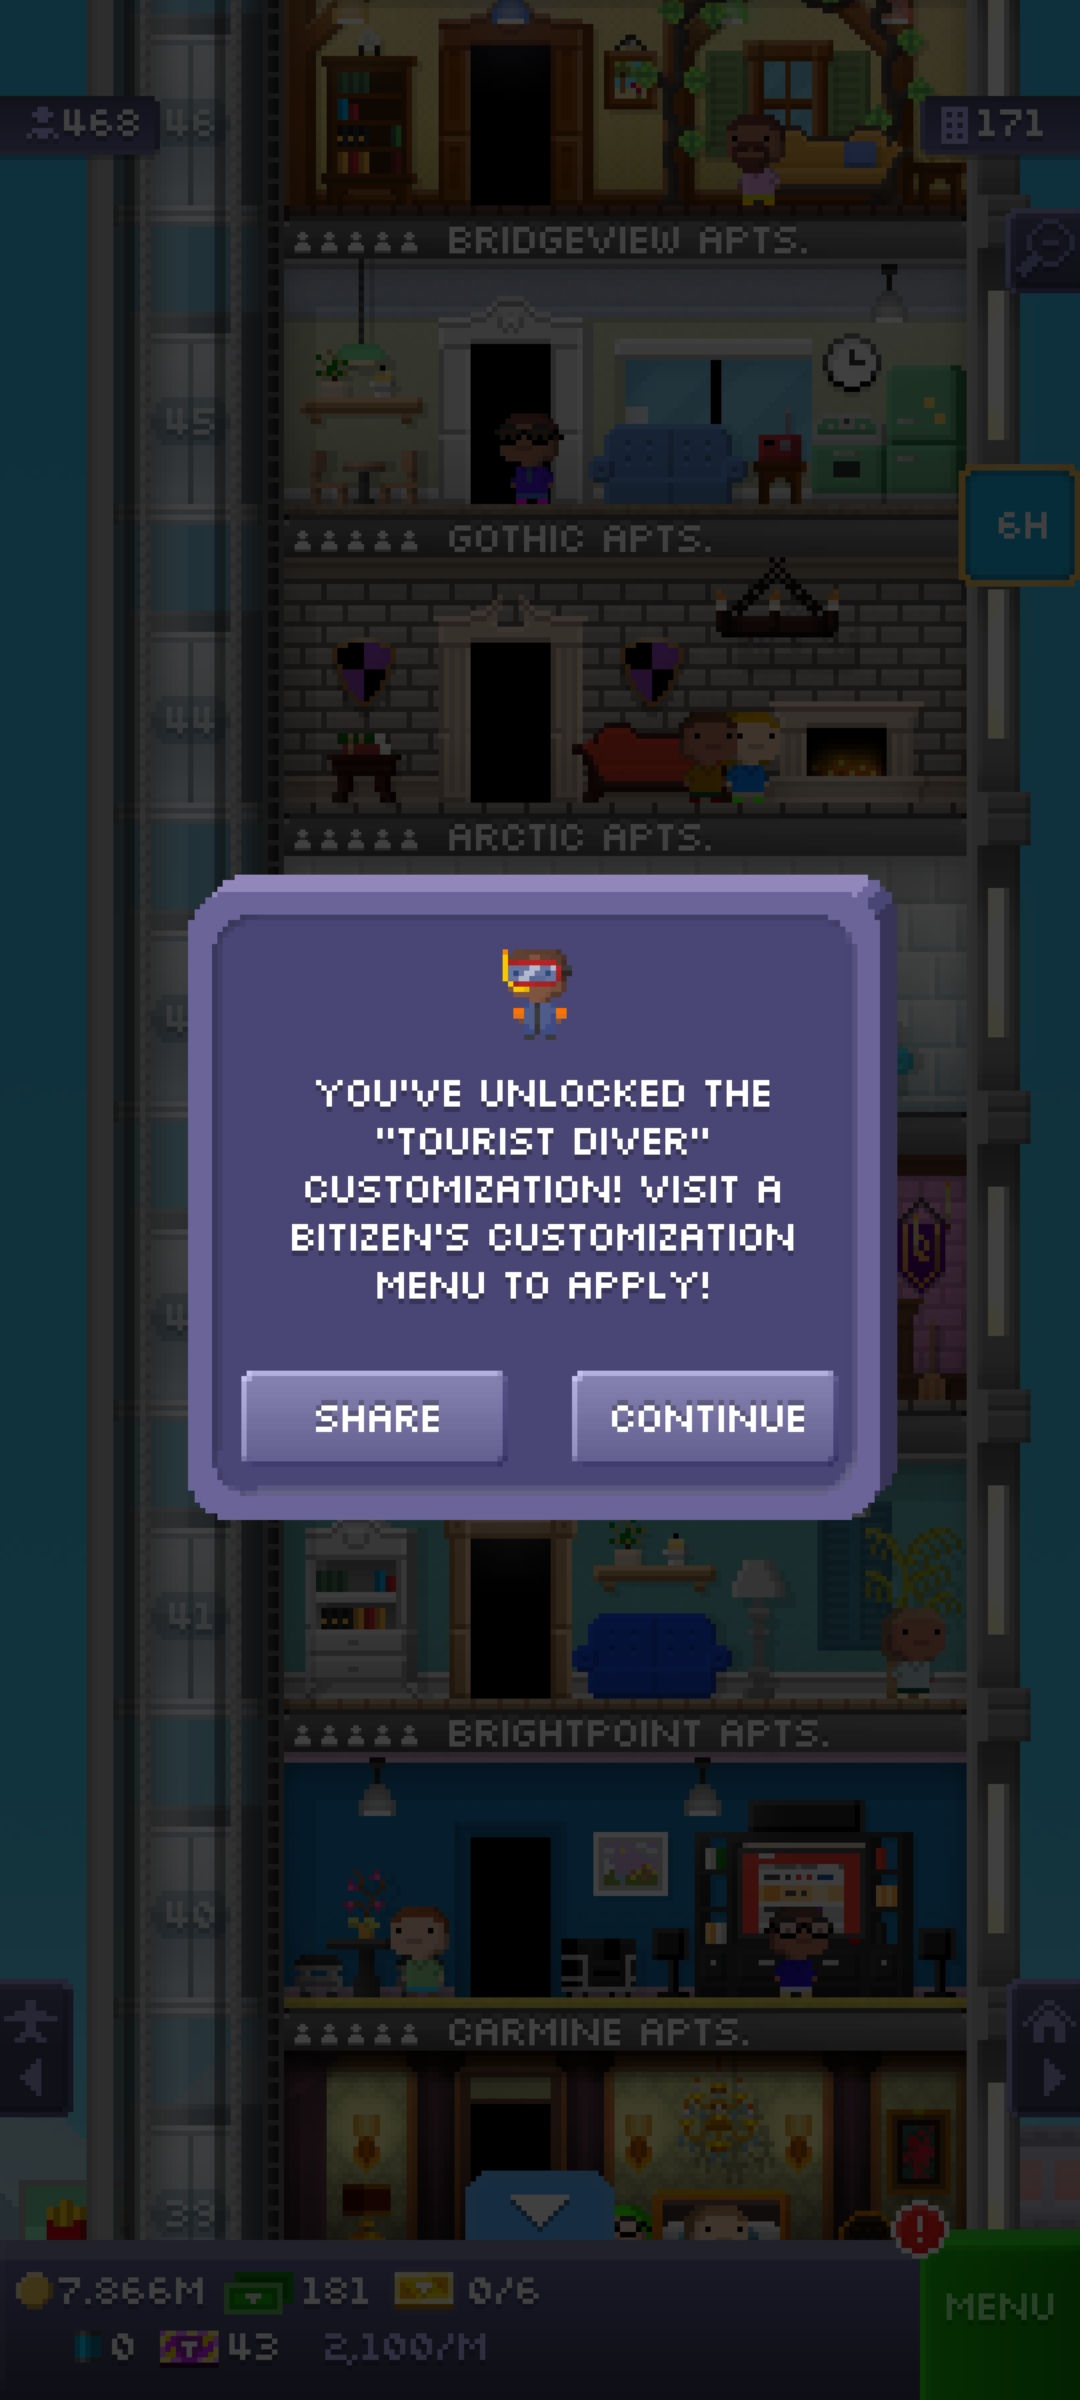 468
48
171
BRIDGEVIEW APTS.
45
6H
GOTHIC APTS.
44
ARCTIC APTS.
YOU'VE UNLOCKED THE
"TOURIST DIVER"
CUSTOMIZATION! VISIT A
BITIZEN'S CUSTOMIZATION
MENU TO APPLY!
SHARE
CONTINUE
41
BRIGHTPOINT APTS.
40
CARMINE APTS.
39
7.866M
181
0/6
MENU
0
T
43
2,100/M